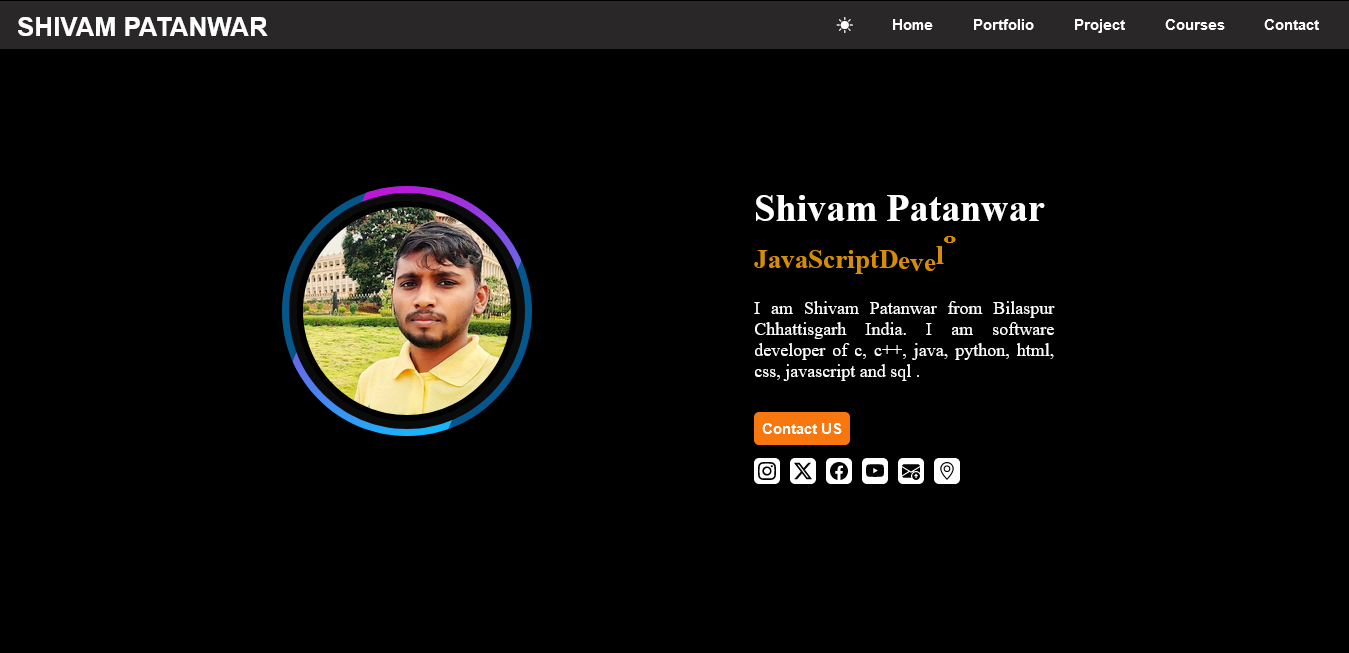 SHIVAM PATANWAR
Home Portfolio Project Courses Contact
Shivam Patanwar
JavaScriptDevelo
I am Shivam Patanwar from Bilaspur
Chhattisgarh India. I am software
developer of c, c++, java, python, html,
css, javascript and sql .
Contact US